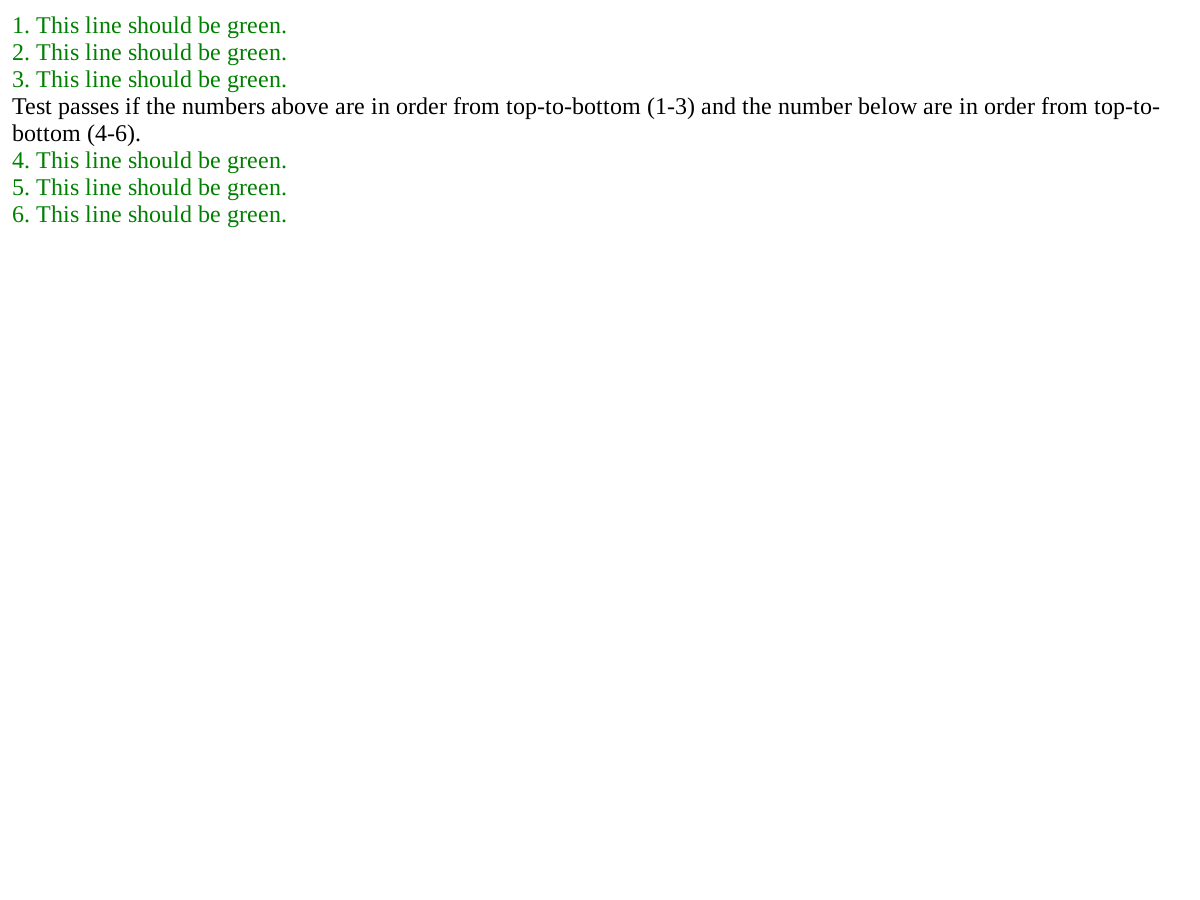 1. This line should be green.
2. This line should be green.
3. This line should be green.
Test passes if the numbers above are in order from top-to-bottom (1-3) and the number below are in order from top-to-
bottom (4-6).
4. This line should be green.
5. This line should be green.
6. This line should be green.